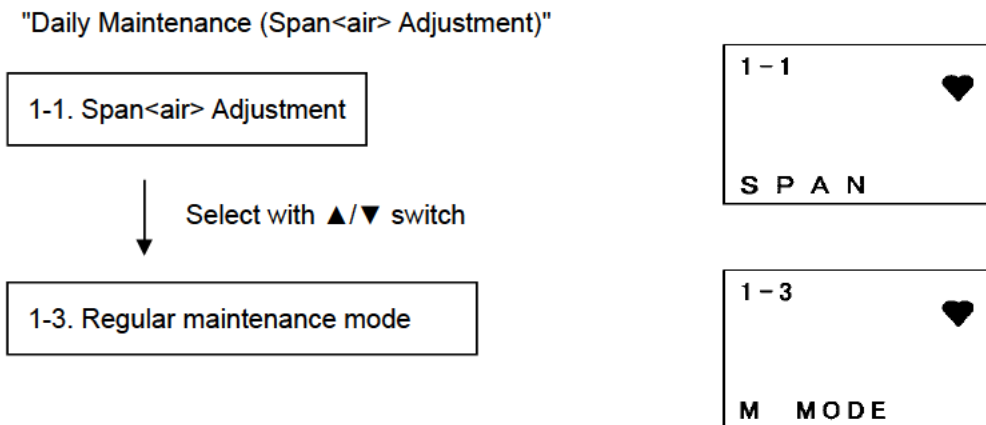 "Daily Maintenance (Span<air> Adjustment)"
1-1. Span<air> Adjustment
Select with ▲/▼ switch
1-3. Regular maintenance mode
1-1
SPAN
1-3
M MODE